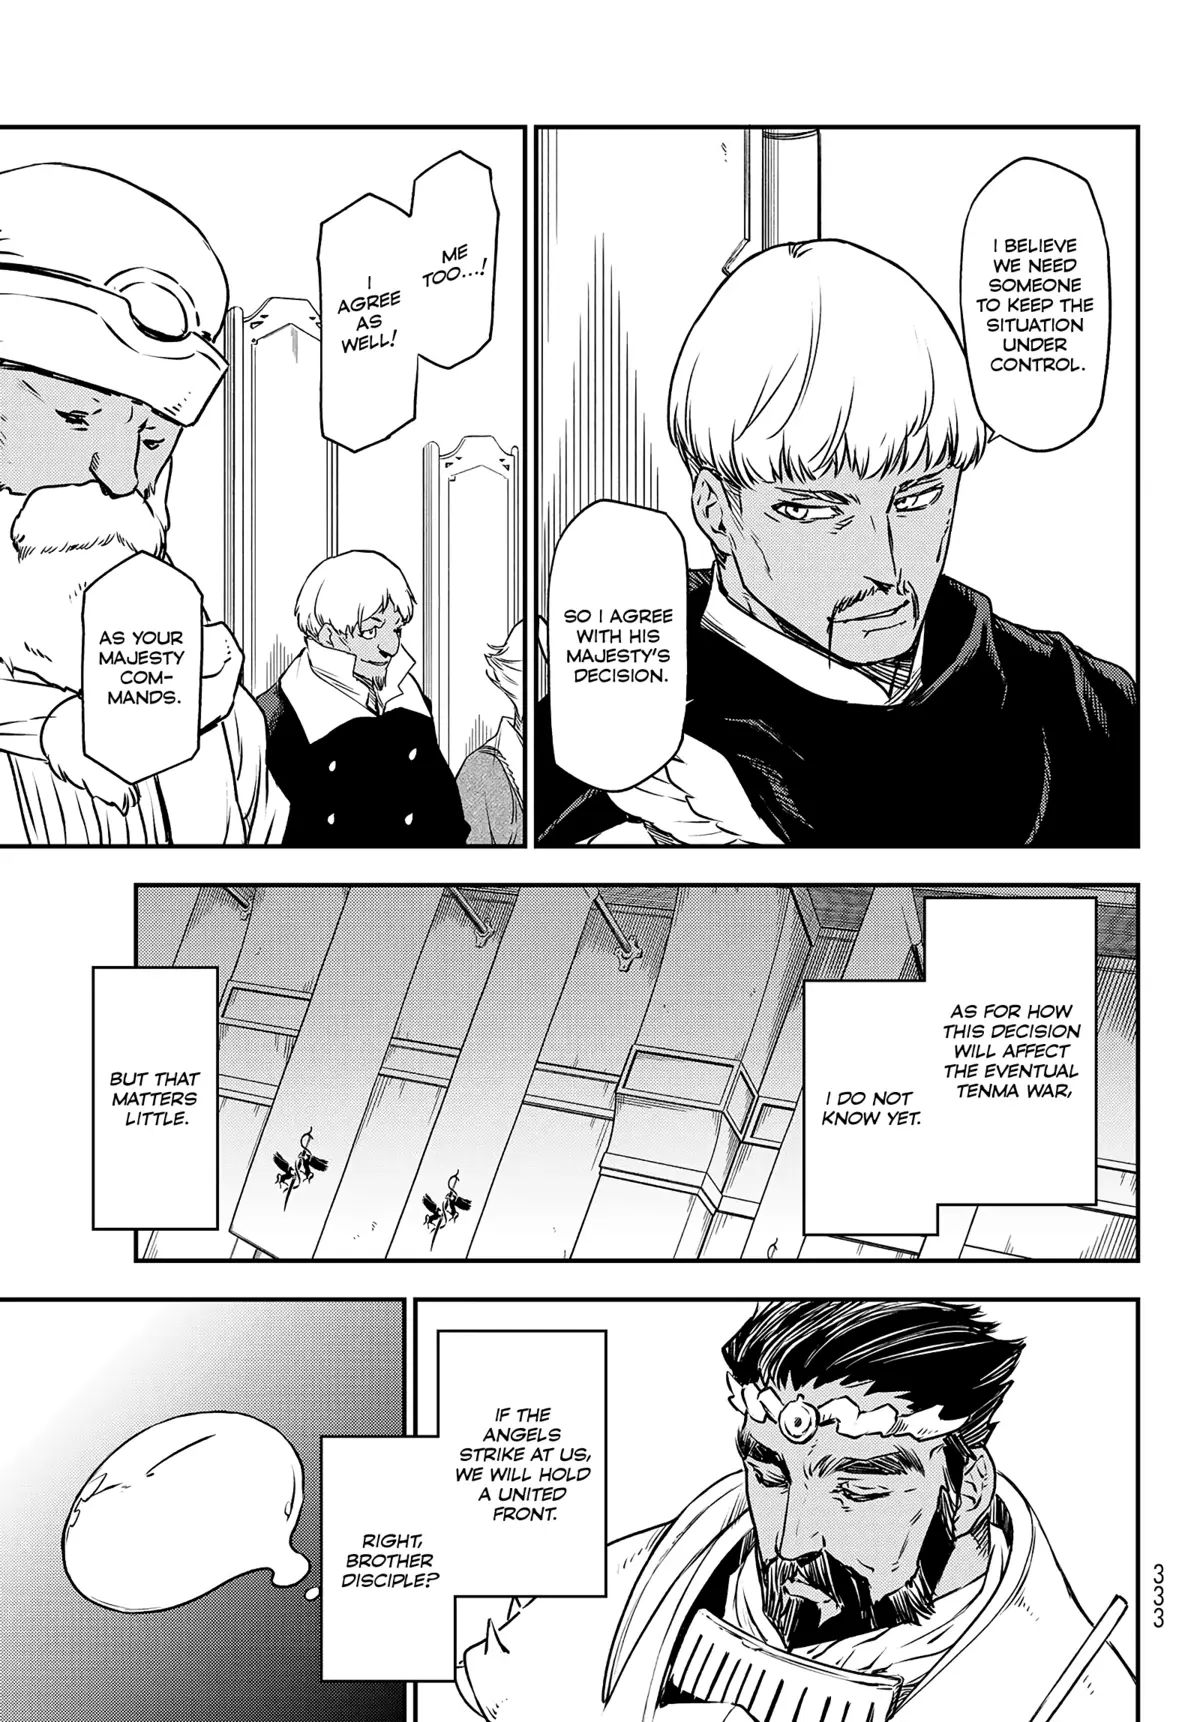 I BELIEVE
WE NEED
SOMEONE
TO KEEP THE
SITUATION
UNDER
CONTROL.
SO I AGREE
WITH HIS
MAJESTY'S
DECISION.
ME
TOO...!
I
AGREE
AS
WELL!
AS YOUR
MAJESTY
COM-
MANDS.
AS FOR HOW
THIS DECISION
WILL AFFECT
THE EVENTUAL
TENMA WAR,
I DO NOT
KNOW YET.
BUT THAT
MATTERS
LITTLE.
IF THE
ANGELS
STRIKE AT US,
WE WILL HOLD
A UNITED
FRONT.
RIGHT,
BROTHER
DISCIPLE?
333